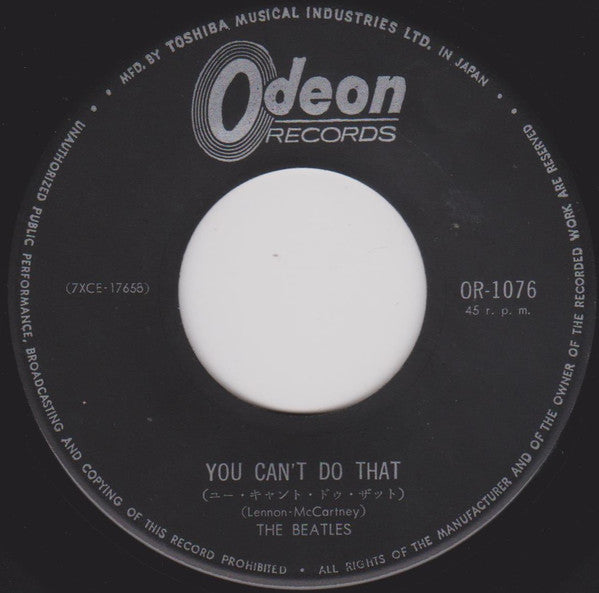 MFD. BY TOSHIBA MUSICAL INDUSTRIES LTD. IN JAPAN
Odeon
RECORDS
(7XCE-17658)
OR-1076
45 r. p. m.
YOU CAN'T DO THAT
(ユー・キャント・ドゥ・ザット)
(Lennon-McCartney)
THE BEATLES
UNAUTHORIZED PUBLIC PERFORMANCE, BROADCASTING AND COPYING OF THIS RECORD PROHIBITED • ALL RIGHTS OF THE MANUFACTURER AND OF THE OWNER OF THE RECORDED WORK ARE RESERVED